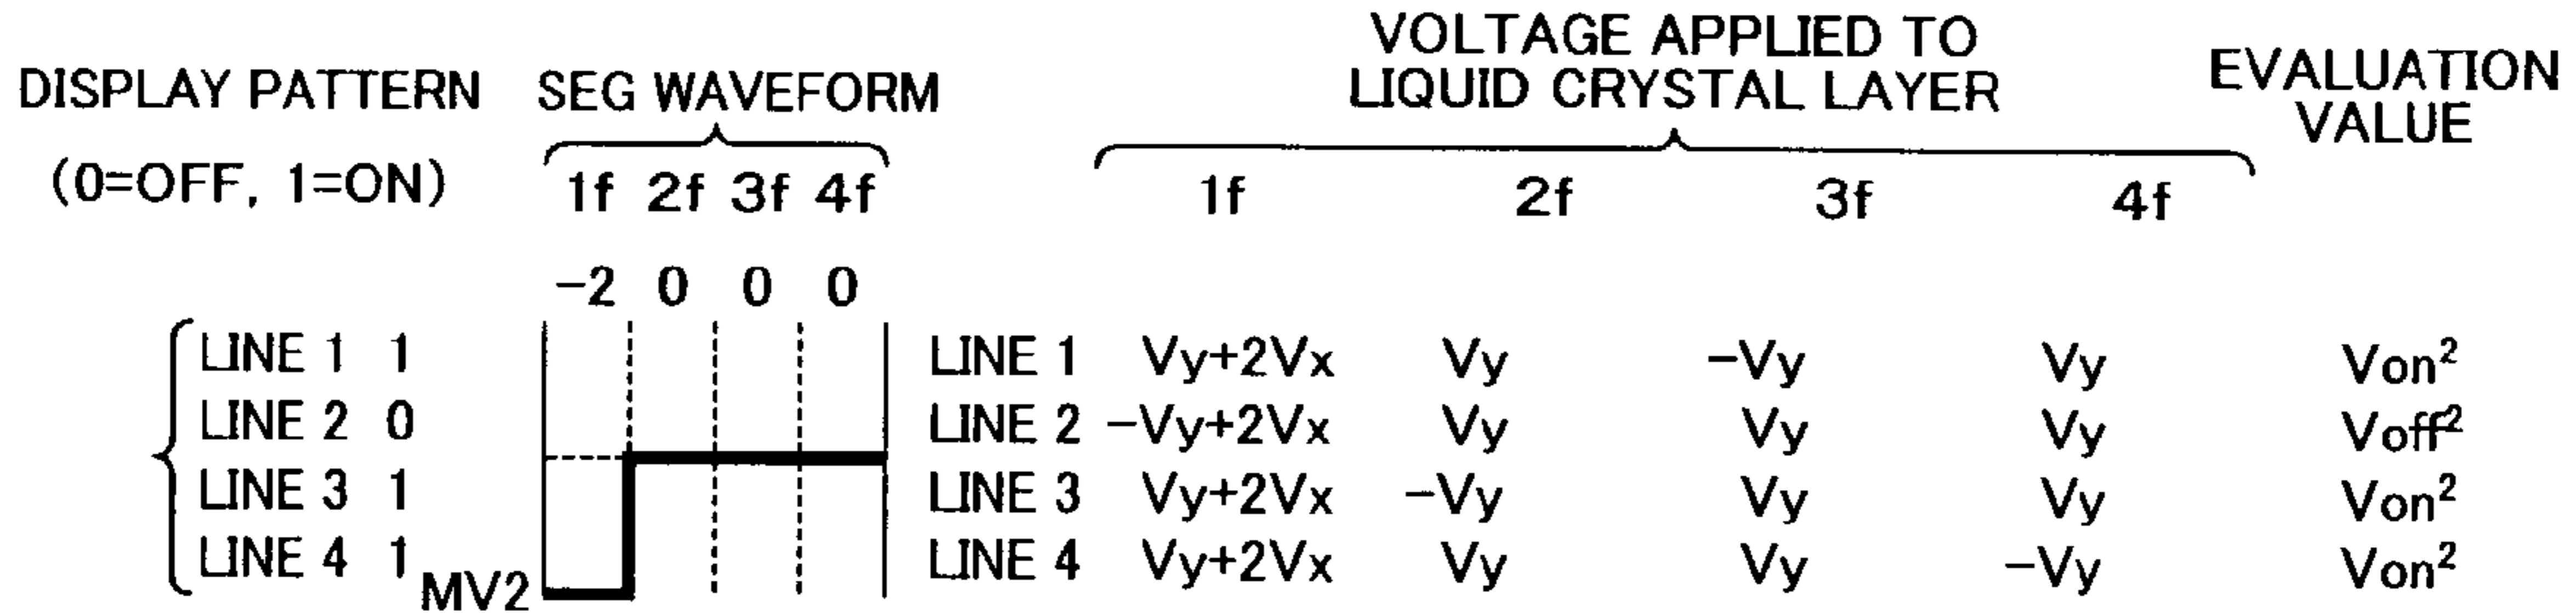 DISPLAY PATTERN
(0=OFF, 1=ON)
SEG WAVEFORM
1f 2f 3f 4f
-2 0 0 0
VOLTAGE APPLIED TO
LIQUID CRYSTAL LAYER
1f 2f 3f 4f
EVALUATION
VALUE
LINE 1 1
LINE 2 0
LINE 3 1
LINE 4 1
MV2
LINE 1 Vy+2Vx Vy -Vy Vy Von²
LINE 2 -Vy+2Vx Vy Vy Vy Voff²
LINE 3 Vy+2Vx -Vy Vy Vy Von²
LINE 4 Vy+2Vx Vy Vy -Vy Von²